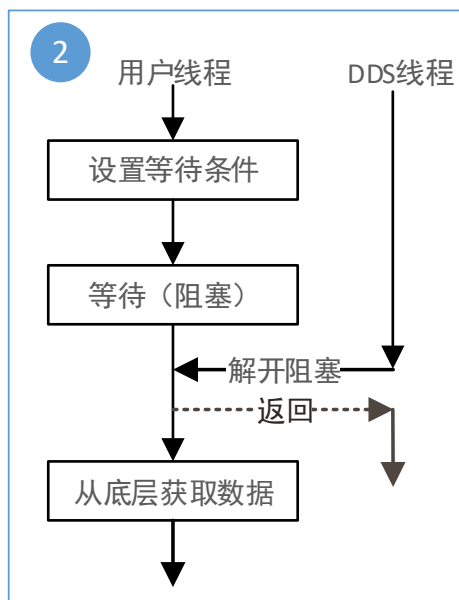 2
用户线程
DDS线程
设置等待条件
等待（阻塞）
解开阻塞
返回
从底层获取数据